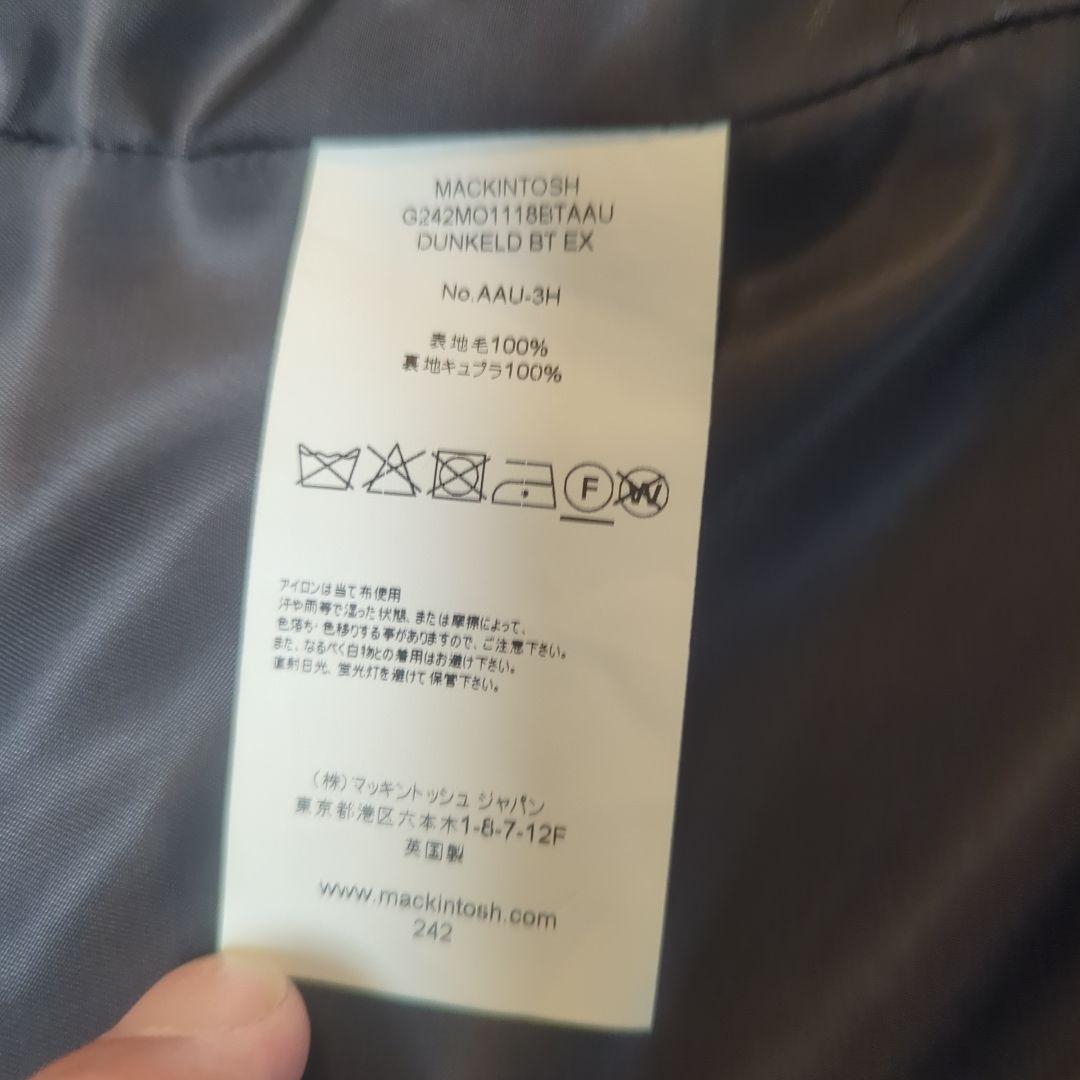 MACKINTOSH
G242MO1118BTAAU
DUNKELD BT EX
No.AAU-3H
表地毛100%
裏地キュプラ100%
F W
アイロンは当て布使用
汗や雨等で湿った状態、または摩擦によって、
色落ち・色移りする事がありますので、ご注意下さい。
また、なるべく白物との着用はお避け下さい。
直射日光、蛍光灯を避けて保管下さい。
(株)マッキントッシュ ジャパン
東京都港区六本木1-8-7-12F
英国製
www.mackintosh.com
242